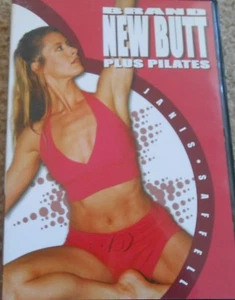 BRAND
NEW BUTT
PLUS PILATES
JANIS • SAFFELL